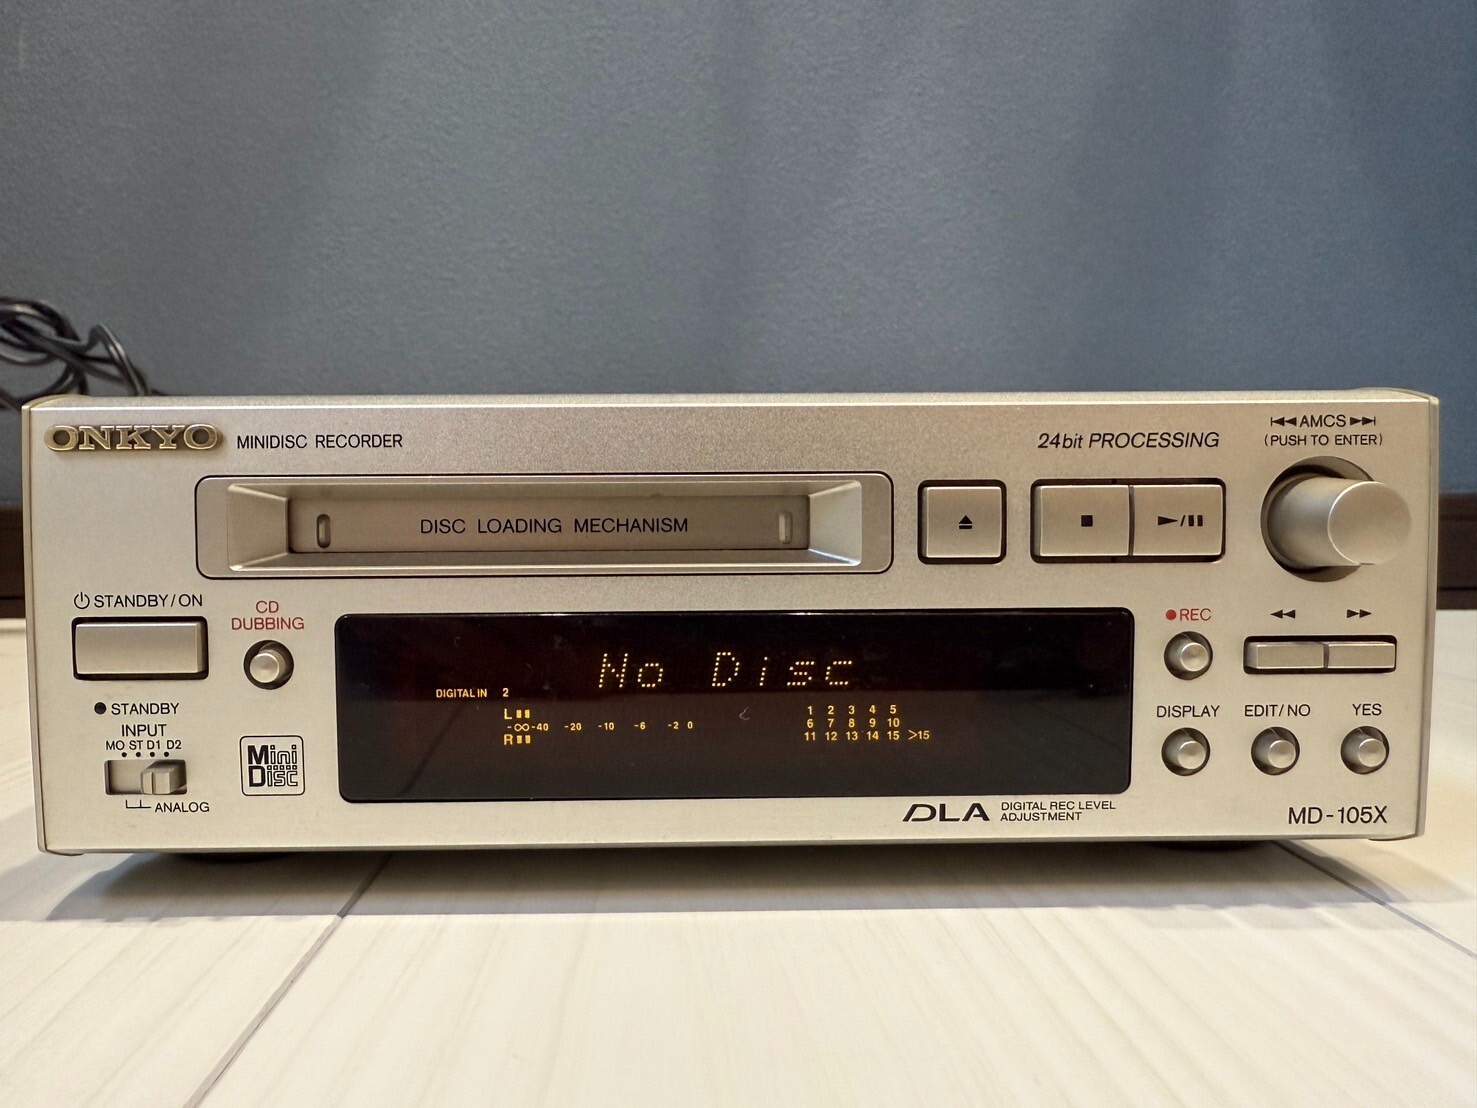 ONKYO MINIDISC RECORDER
24bit PROCESSING
AMCS
(PUSH TO ENTER)
DISC LOADING MECHANISM
STANDBY/ON
CD
DUBBING
REC
No Disc
DIGITAL IN 2
L
-∞ -40 -20 -10 -6 -2 0
R
1 2 3 4 5
6 7 8 9 10
11 12 13 14 15 >15
STANDBY
INPUT
MO ST D1 D2
ANALOG
Mini
Disc
DISPLAY EDIT/NO YES
DLA DIGITAL REC LEVEL
ADJUSTMENT
MD-105X